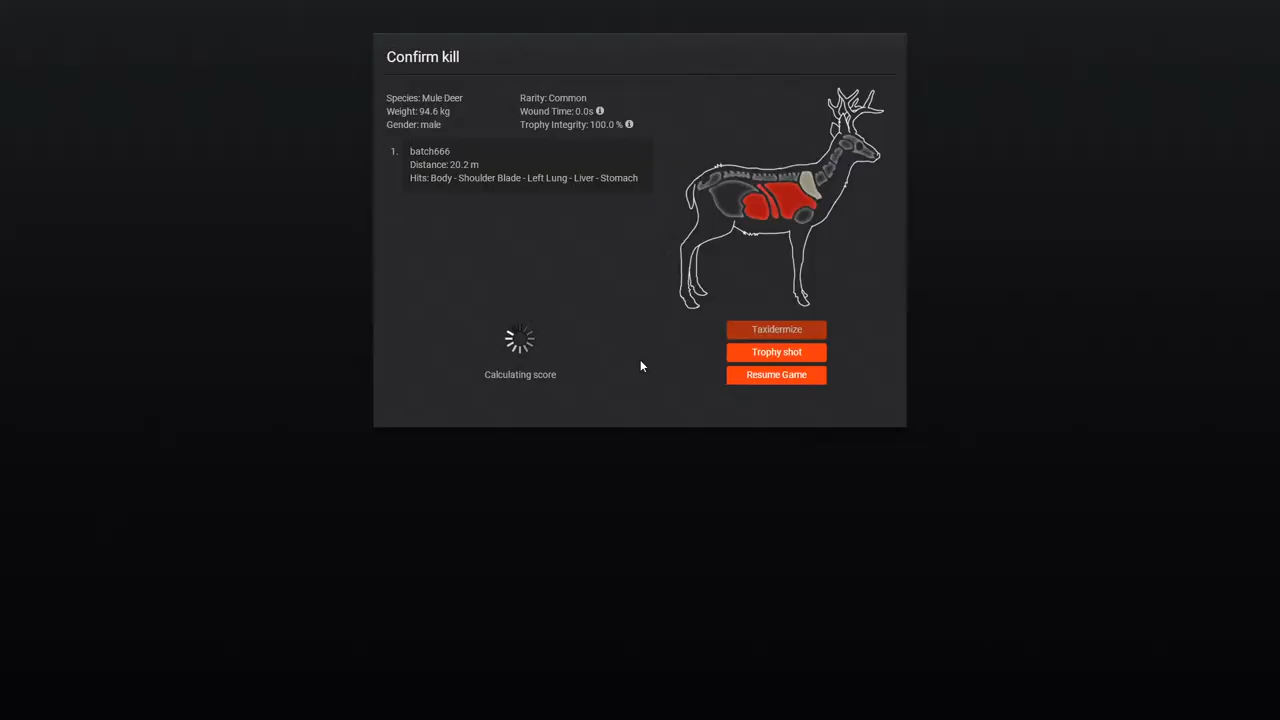 Confirm kill
Species: Mule Deer
Weight: 94.6 kg
Gender: male
Rarity: Common
Wound Time: 0.0s
Trophy Integrity: 100.0 %
1.
batch666
Distance: 20.2 m
Hits: Body - Shoulder Blade - Left Lung - Liver - Stomach
Calculating score
Taxidermize
Trophy shot
Resume Game